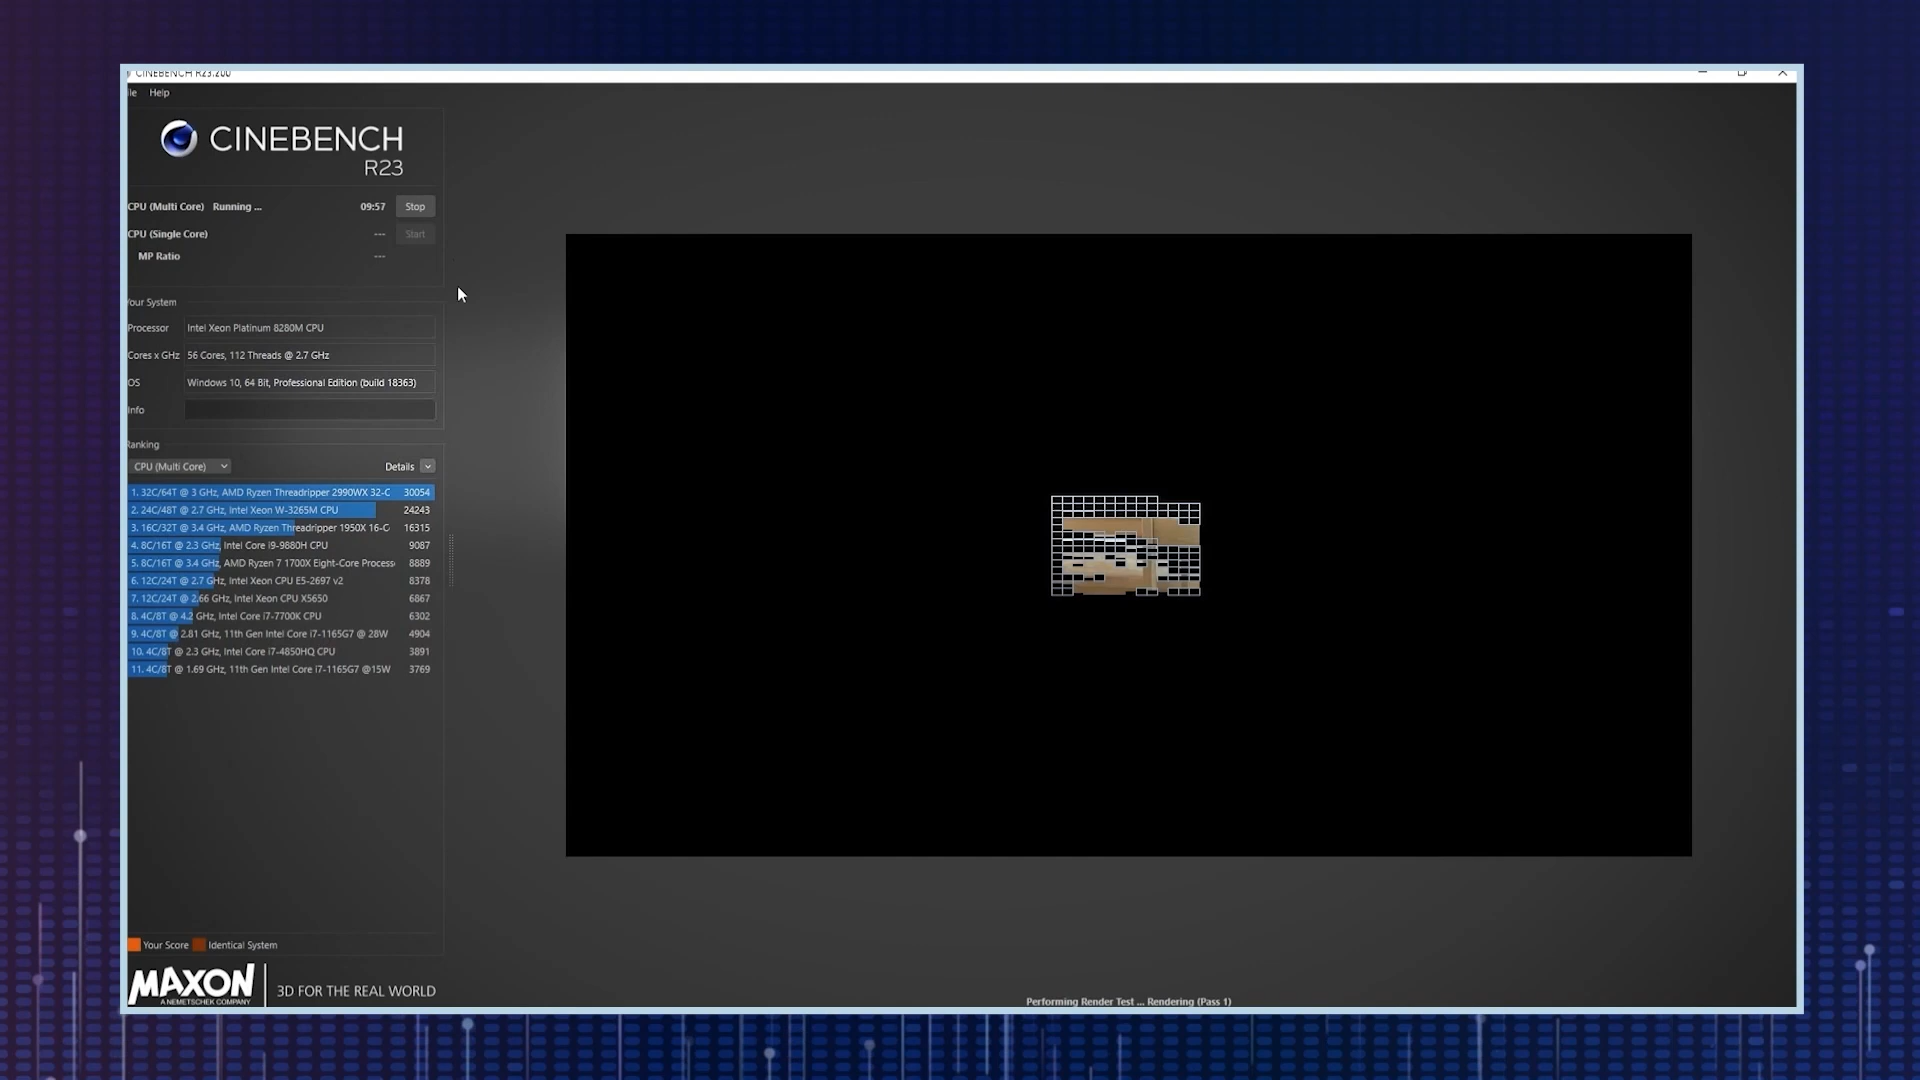 CINEBENCH R23.200
ile Help
CINEBENCH
R23
CPU (Multi Core) Running ... 09:57 Stop
CPU (Single Core) --- Start
MP Ratio ---
Your System
Processor Intel Xeon Platinum 8280M CPU
Cores x GHz 56 Cores, 112 Threads @ 2.7 GHz
OS Windows 10, 64 Bit, Professional Edition (build 18363)
Info
Ranking
CPU (Multi Core) Details
1. 32C/64T @ 3 GHz, AMD Ryzen Threadripper 2990WX 32-C 30054
2. 24C/48T @ 2.7 GHz, Intel Xeon W-3265M CPU 24243
3. 16C/32T @ 3.4 GHz, AMD Ryzen Threadripper 1950X 16-C 16315
4. 8C/16T @ 2.3 GHz, Intel Core i9-9880H CPU 9087
5. 8C/16T @ 3.4 GHz, AMD Ryzen 7 1700X Eight-Core Process 8889
6. 12C/24T @ 2.7 GHz, Intel Xeon CPU E5-2697 v2 8378
7. 12C/24T @ 2.66 GHz, Intel Xeon CPU X5650 6867
8. 4C/8T @ 4.2 GHz, Intel Core i7-7700K CPU 6302
9. 4C/8T @ 2.81 GHz, 11th Gen Intel Core i7-1165G7 @ 28W 4904
10. 4C/8T @ 2.3 GHz, Intel Core i7-4850HQ CPU 3891
11. 4C/8T @ 1.69 GHz, 11th Gen Intel Core i7-1165G7 @15W 3769
Your Score Identical System
MAXON
A NEMETSCHEK COMPANY
3D FOR THE REAL WORLD
Performing Render Test ... Rendering (Pass 1)